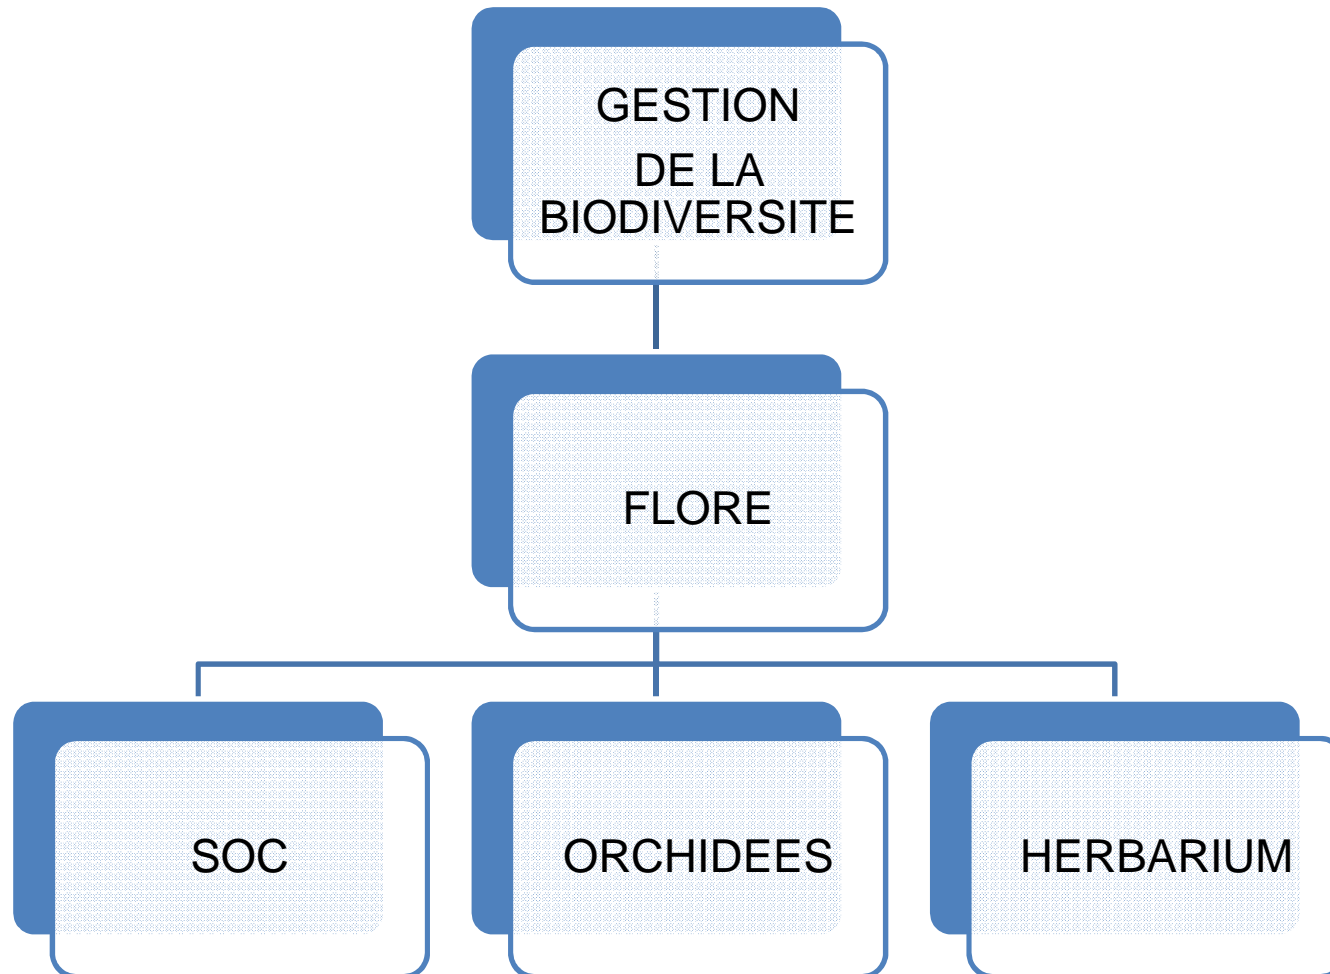 GESTION
DE LA
BIODIVERSITE
FLORE
SOC
ORCHIDEES
HERBARIUM